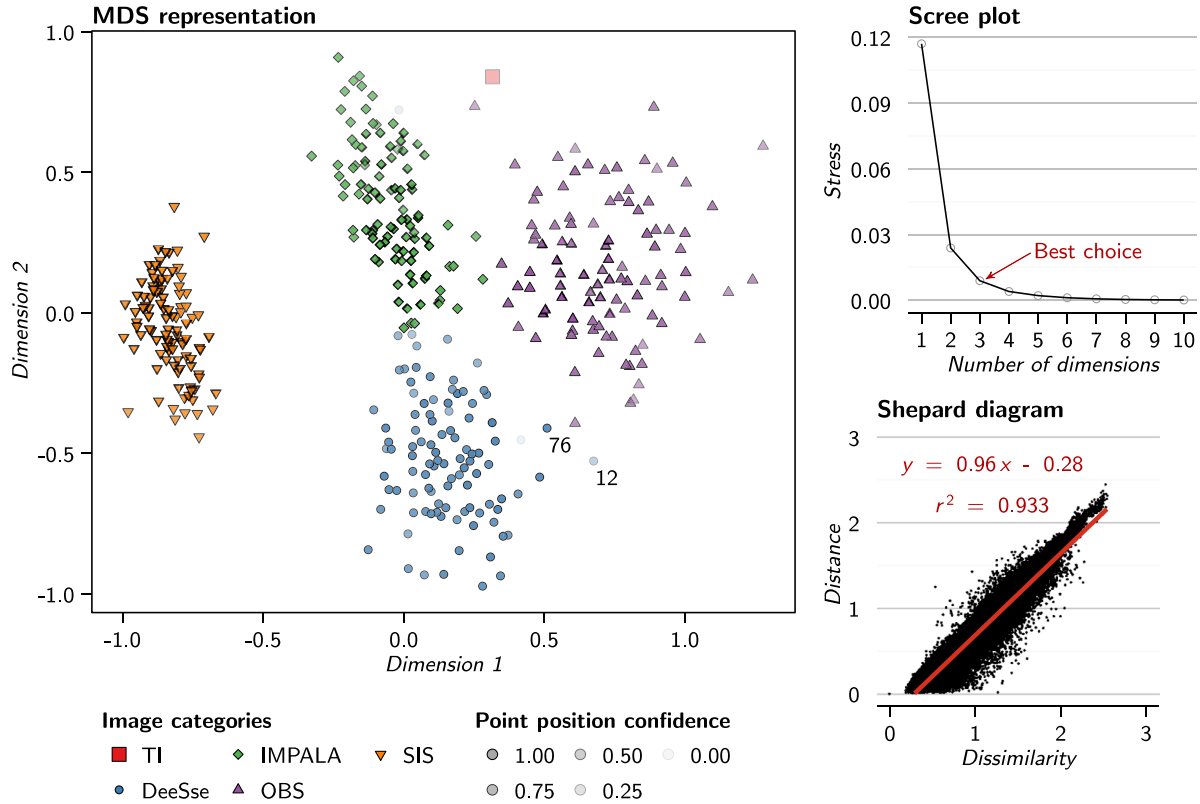 MDS representation
1.0
0.5
0.0
-0.5
-1.0
Dimension 2
76
12
-1.0 -0.5 0.0 0.5 1.0
Dimension 1
Scree plot
0.12
0.09
0.06
0.03
0.00
Stress
Best choice
1 2 3 4 5 6 7 8 9 10
Number of dimensions
Shepard diagram
3
2
1
0
Distance
y = 0.96x - 0.28
r² = 0.933
0 1 2 3
Dissimilarity
Image categories
TI IMPALA SIS
DeeSse OBS
Point position confidence
1.00 0.50 0.00
0.75 0.25